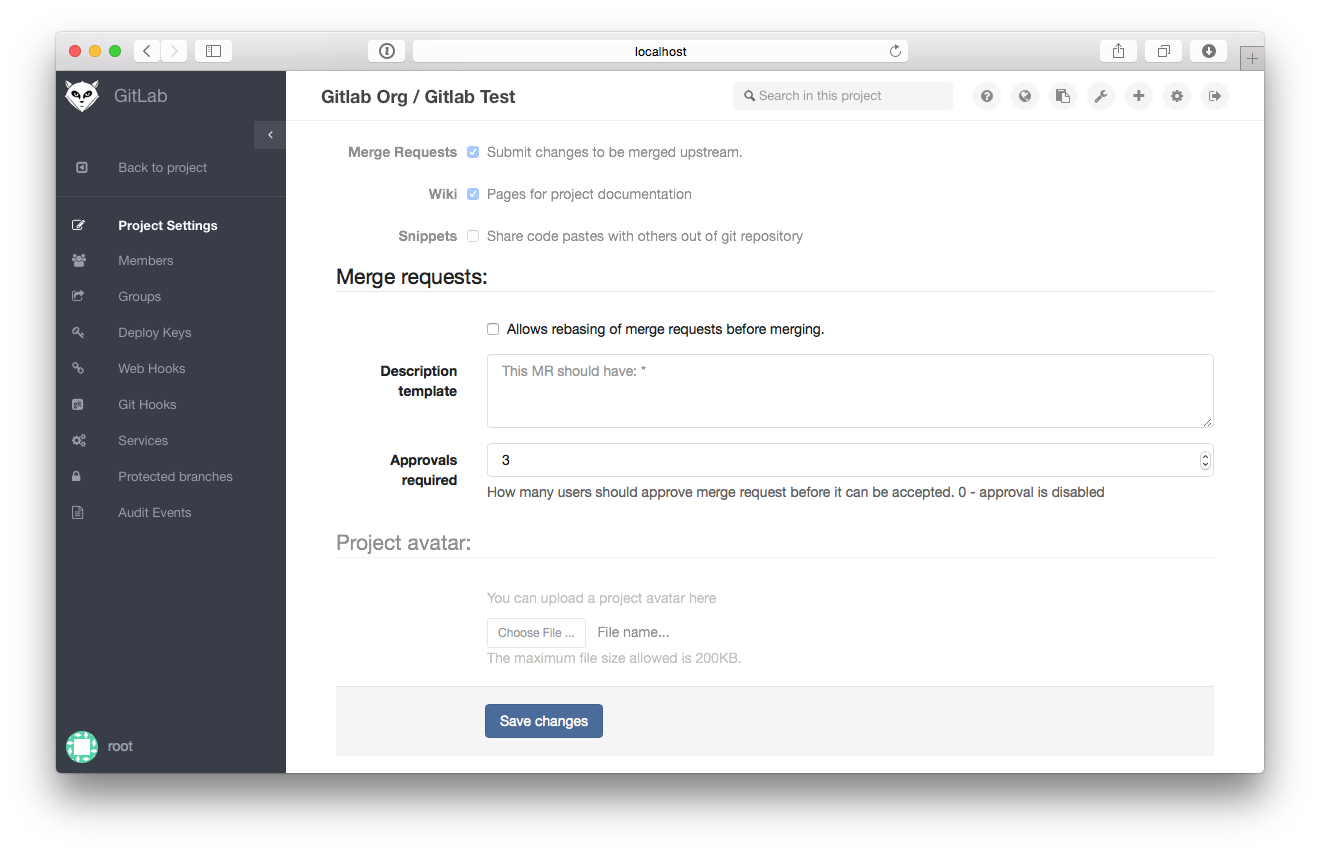 localhost
GitLab
Gitlab Org / Gitlab Test
Search in this project
Back to project
Project Settings
Members
Groups
Deploy Keys
Web Hooks
Git Hooks
Services
Protected branches
Audit Events
root
Merge Requests Submit changes to be merged upstream.
Wiki Pages for project documentation
Snippets Share code pastes with others out of git repository
Merge requests:
Allows rebasing of merge requests before merging.
Description
template
This MR should have: *
Approvals
required
3
How many users should approve merge request before it can be accepted. 0 - approval is disabled
Project avatar:
You can upload a project avatar here
Choose File ... File name...
The maximum file size allowed is 200KB.
Save changes